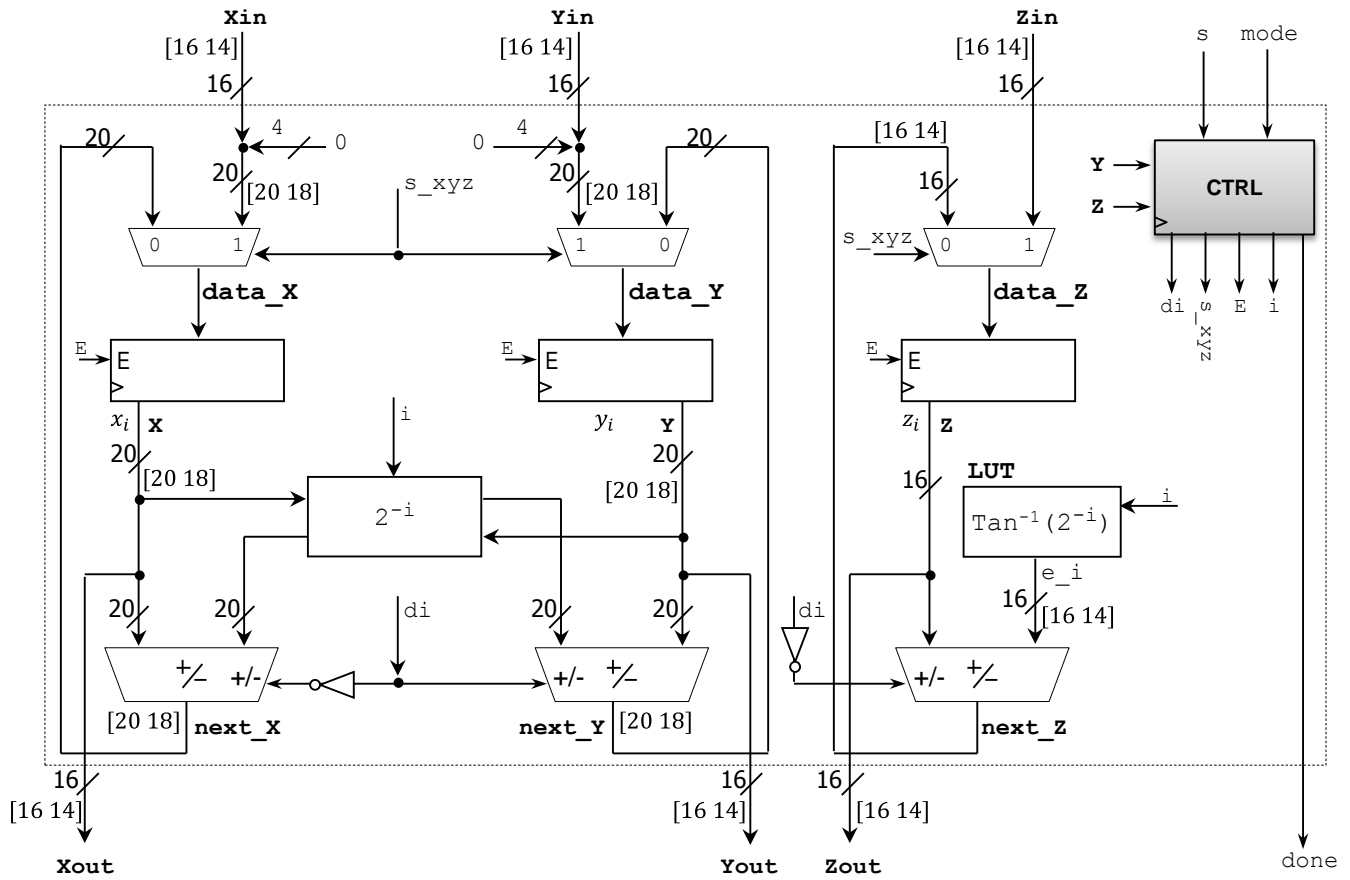 Xin Yin Zin
s mode
[16 14] [16 14] [16 14]
16 16 16
20 4 0 0 4 20 [16 14]
20 20 16
[20 18] s_xyz [20 18]
Y
Z
CTRL
0 1 1 0 s_xyz 0 1
data_X data_Y data_Z
di s_xyz E i
E E E E E E
x_i X i y_i Y z_i Z
20 20 16
[20 18] [20 18] LUT
2⁻ⁱ Tan⁻¹(2⁻ⁱ) i
e_i
20 20 di 20 20 di 16
[16 14]
+/− +/- +/- +/− +/- +/−
[20 18] next_X next_Y [20 18] next_Z
16 16 16
[16 14] [16 14] [16 14]
Xout Yout Zout done